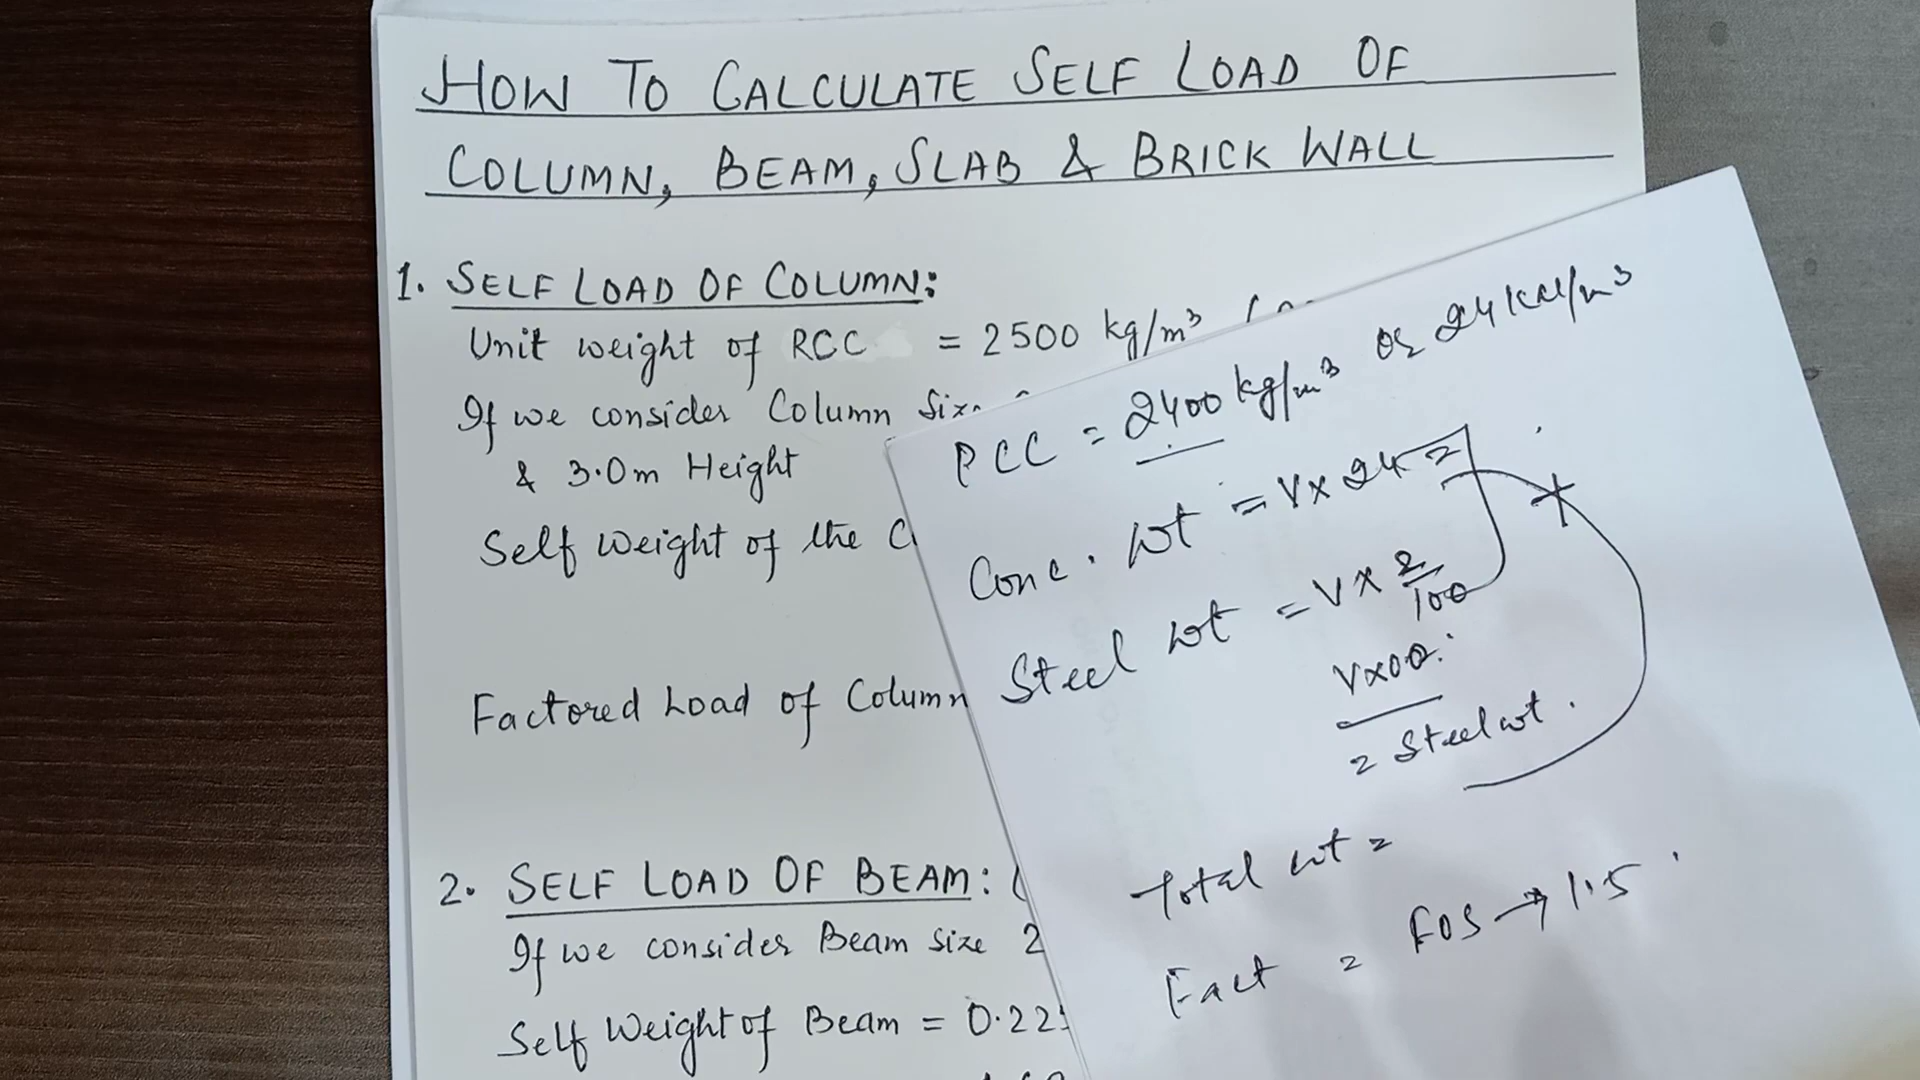 HOW TO CALCULATE SELF LOAD OF
COLUMN, BEAM, SLAB & BRICK WALL
1. SELF LOAD OF COLUMN:
Unit weight of RCC = 2500 kg/m³
If we consider Column
& 3.0m Height
Self Weight of the
Factored Load of Column
2. SELF LOAD OF BEAM: (
If we consider Beam size 2
Self Weight of Beam = 0.22
PCC = 2400 kg/m³ or 24 KN/m³
Conc. wt = V x 24 =
Steel wt = V x 2/100
V x 02.
= Steel wt.
Total wt =
Fact = FOS → 1.5